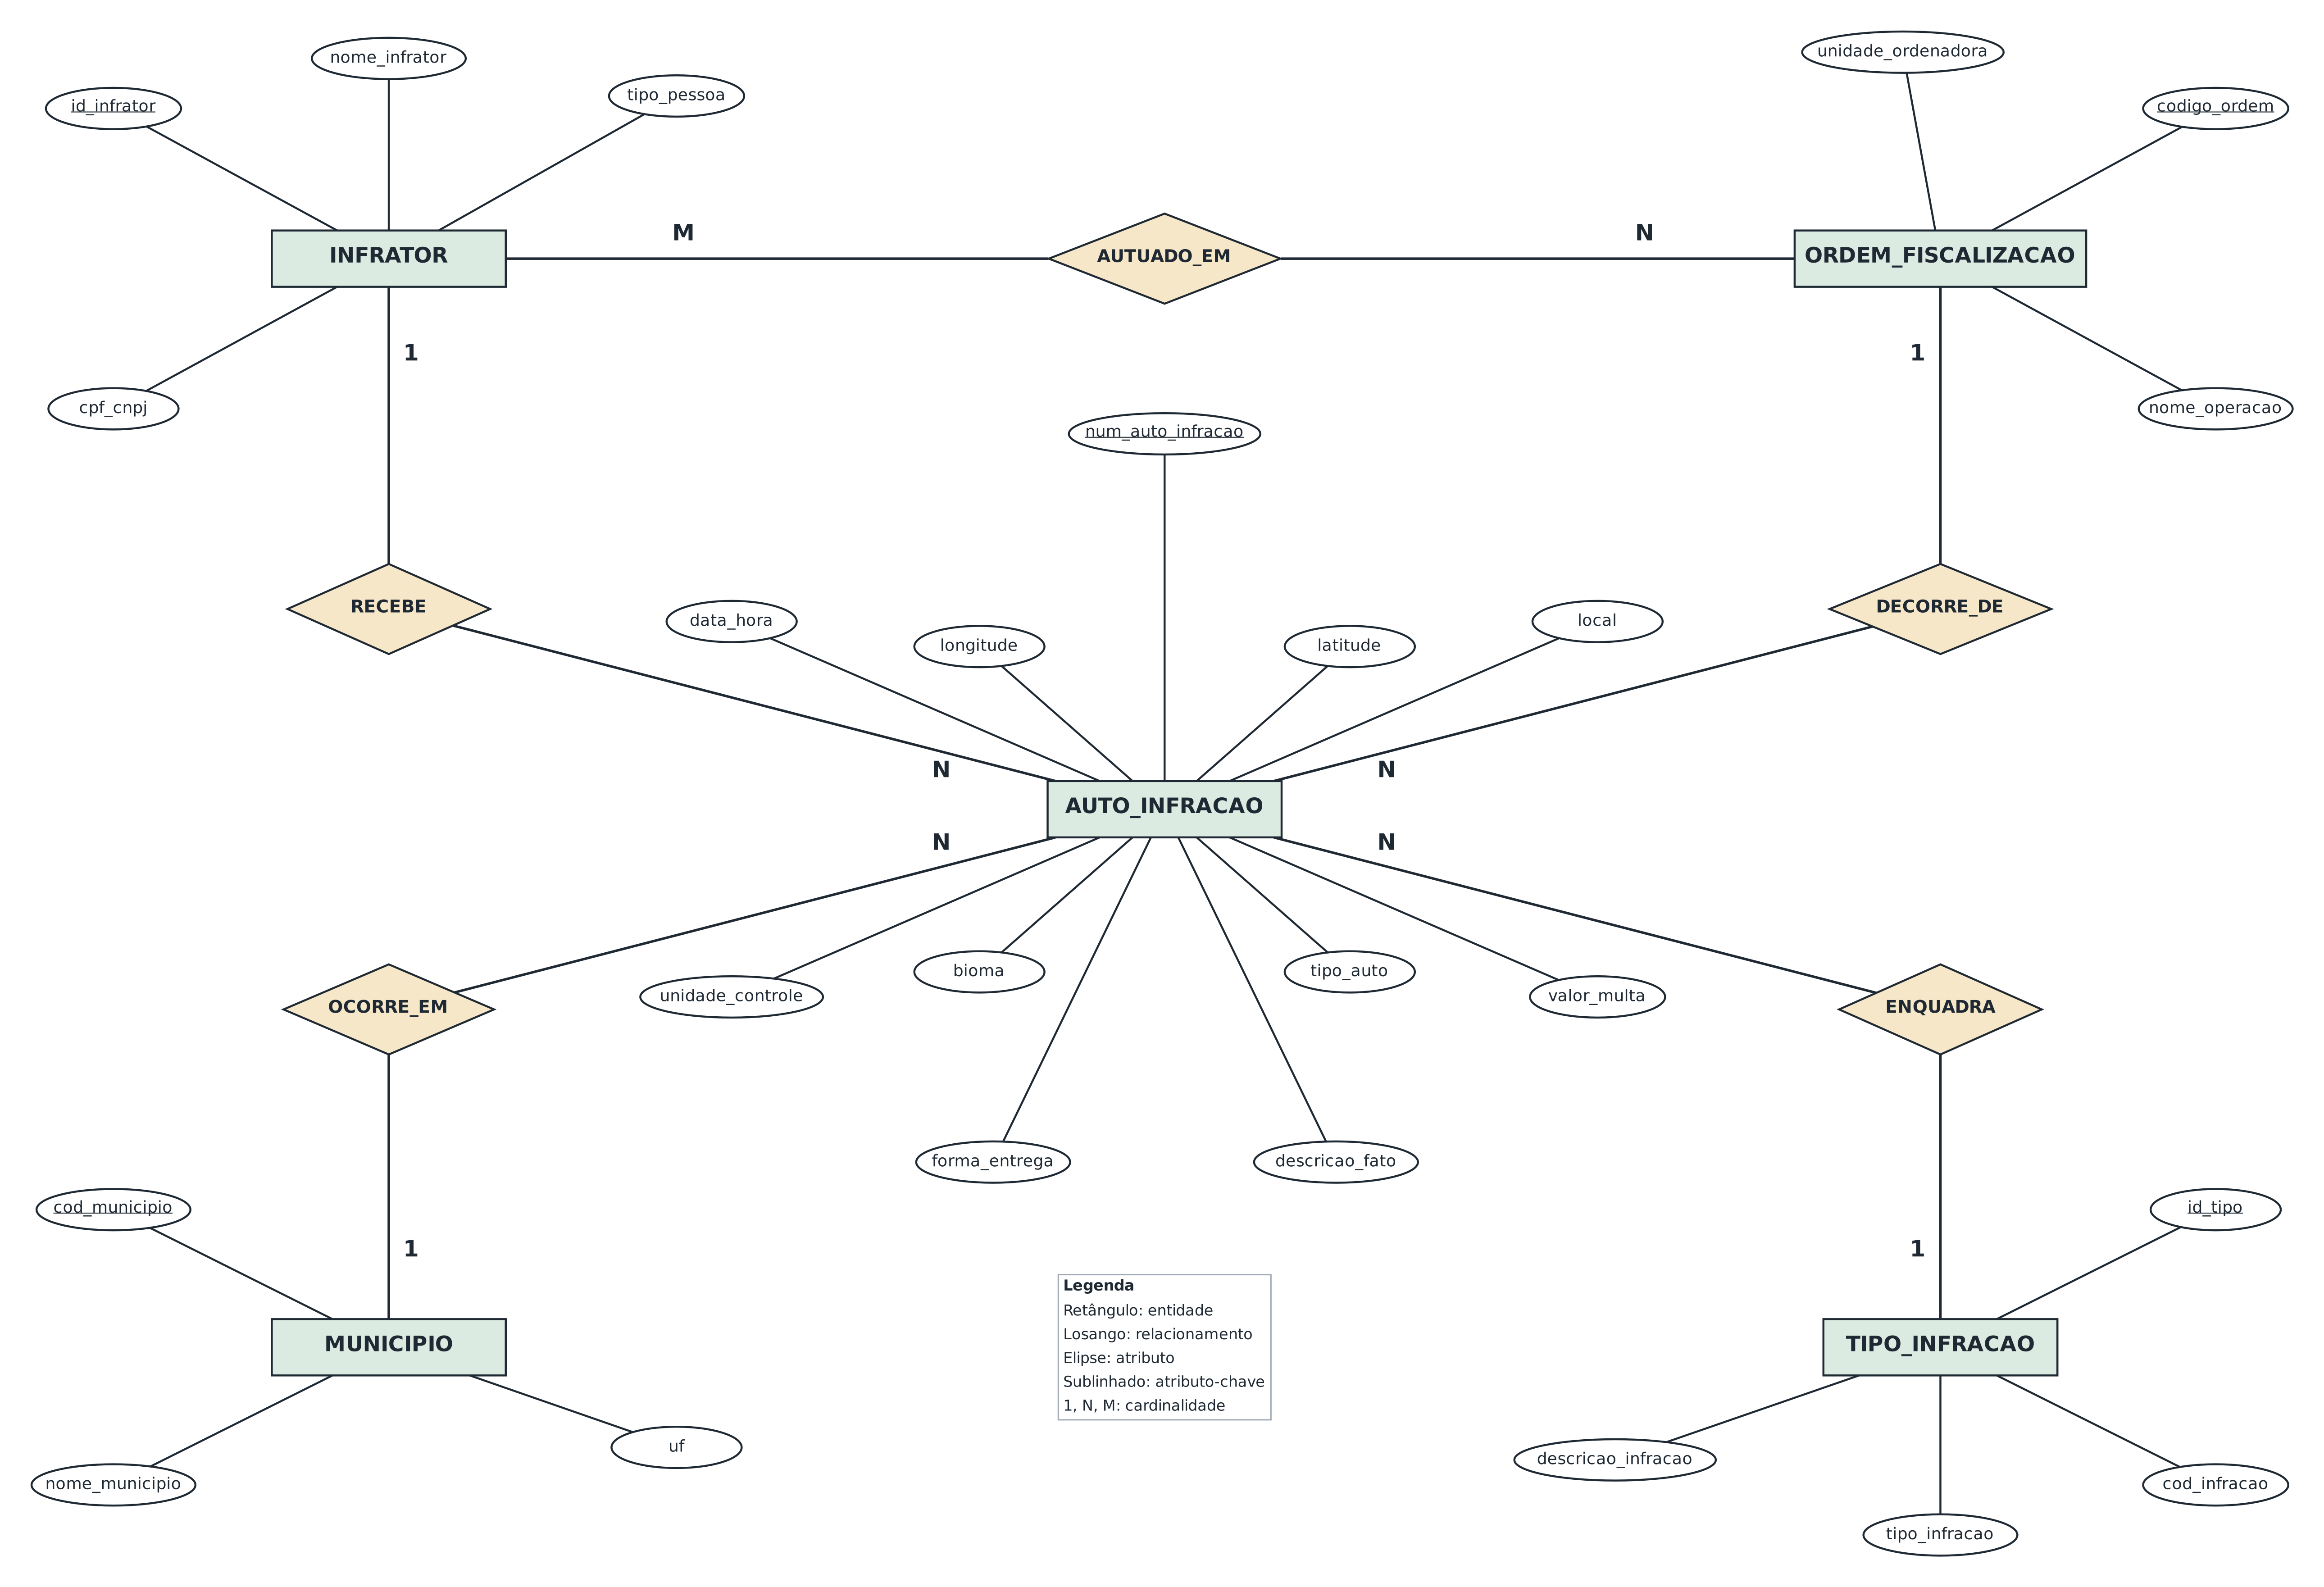 unidade_ordenadora
nome_infrator
tipo_pessoa
id_infrator
codigo_ordem
M
N
INFRATOR
AUTUADO_EM
ORDEM_FISCALIZACAO
1
1
cpf_cnpj
nome_operacao
num_auto_infracao
RECEBE
DECORRE_DE
data_hora
local
longitude
latitude
N
N
AUTO_INFRACAO
N
N
bioma
tipo_auto
unidade_controle
valor_multa
OCORRE_EM
ENQUADRA
forma_entrega
descricao_fato
cod_municipio
id_tipo
1
1
Legenda
Retângulo: entidade
Losango: relacionamento
Elipse: atributo
Sublinhado: atributo-chave
1, N, M: cardinalidade
MUNICIPIO
TIPO_INFRACAO
uf
descricao_infracao
nome_municipio
cod_infracao
tipo_infracao